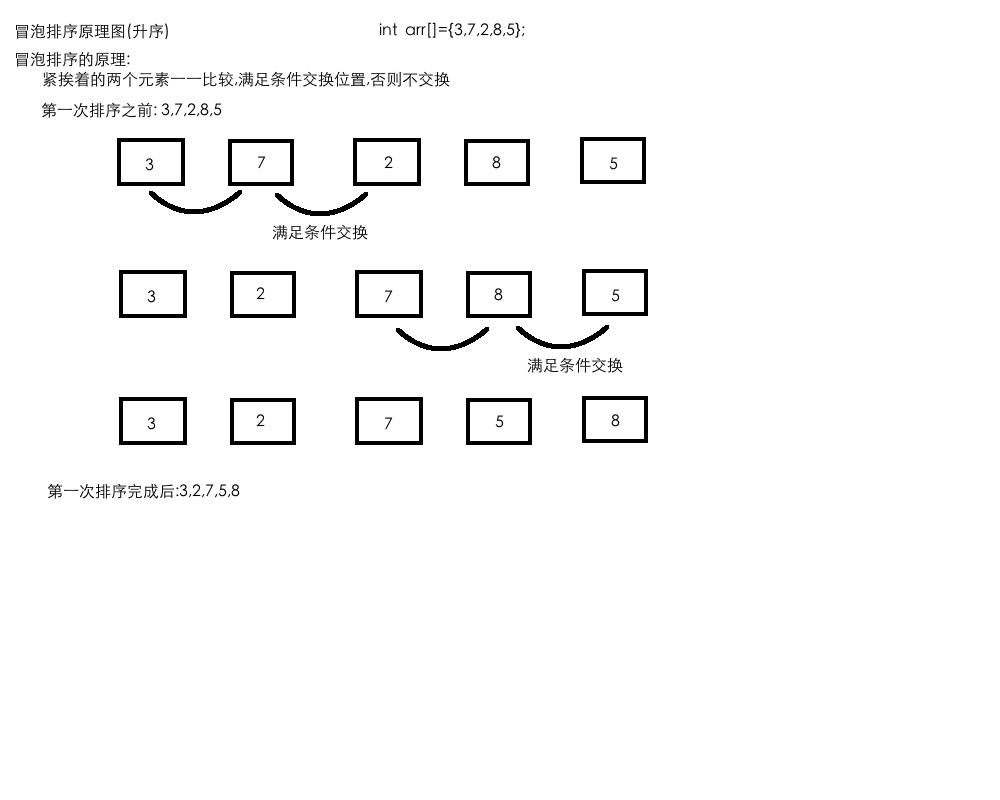 冒泡排序原理图(升序) int arr[]={3,7,2,8,5};
冒泡排序的原理:
紧挨着的两个元素一一比较,满足条件交换位置,否则不交换
第一次排序之前: 3,7,2,8,5
3 7 2 8 5
满足条件交换
3 2 7 8 5
满足条件交换
3 2 7 5 8
第一次排序完成后:3,2,7,5,8